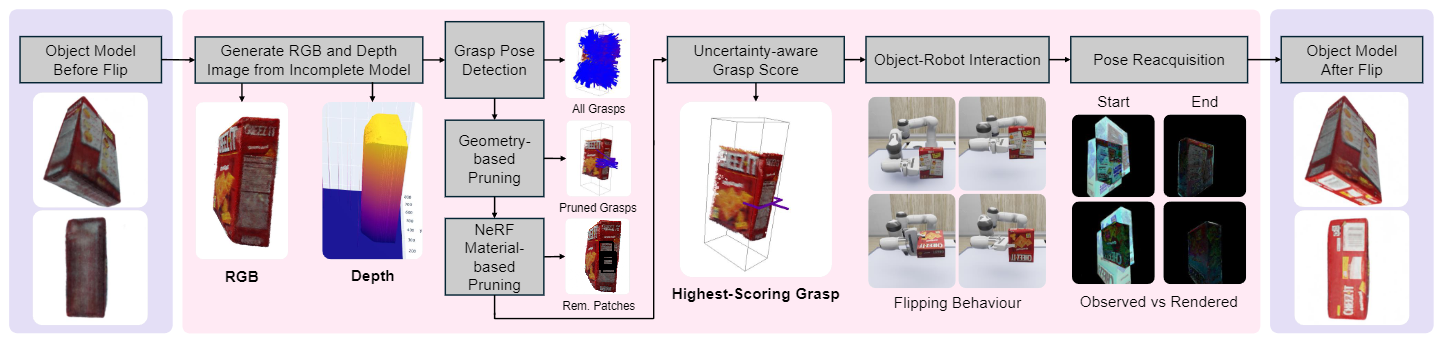 Object Model
Before Flip
Generate RGB and Depth
Image from Incomplete Model
RGB
Depth
Grasp Pose
Detection
All Grasps
Geometry-
based
Pruning
Pruned Grasps
NeRF
Material-
based
Pruning
Rem. Patches
Uncertainty-aware
Grasp Score
Highest-Scoring Grasp
Object-Robot Interaction
Flipping Behaviour
Pose Reacquisition
Start
End
Observed vs Rendered
Object Model
After Flip
CHEEZ-IT